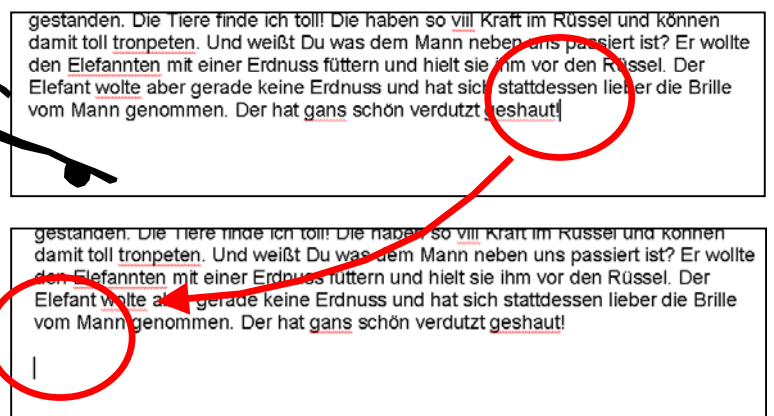 gestanden. Die Tiere finde ich toll! Die haben so viil Kraft im Rüssel und können
damit toll tronpeten. Und weißt Du was dem Mann neben uns passiert ist? Er wollte
den Elefannten mit einer Erdnuss füttern und hielt sie ihm vor den Rüssel. Der
Elefant wolte aber gerade keine Erdnuss und hat sich stattdessen lieber die Brille
vom Mann genommen. Der hat gans schön verdutzt geshaut!
gestanden. Die Tiere finde ich toll! Die haben so viil Kraft im Rüssel und können
damit toll tronpeten. Und weißt Du was dem Mann neben uns passiert ist? Er wollte
den Elefannten mit einer Erdnuss füttern und hielt sie ihm vor den Rüssel. Der
Elefant wolte aber gerade keine Erdnuss und hat sich stattdessen lieber die Brille
vom Mann genommen. Der hat gans schön verdutzt geshaut!